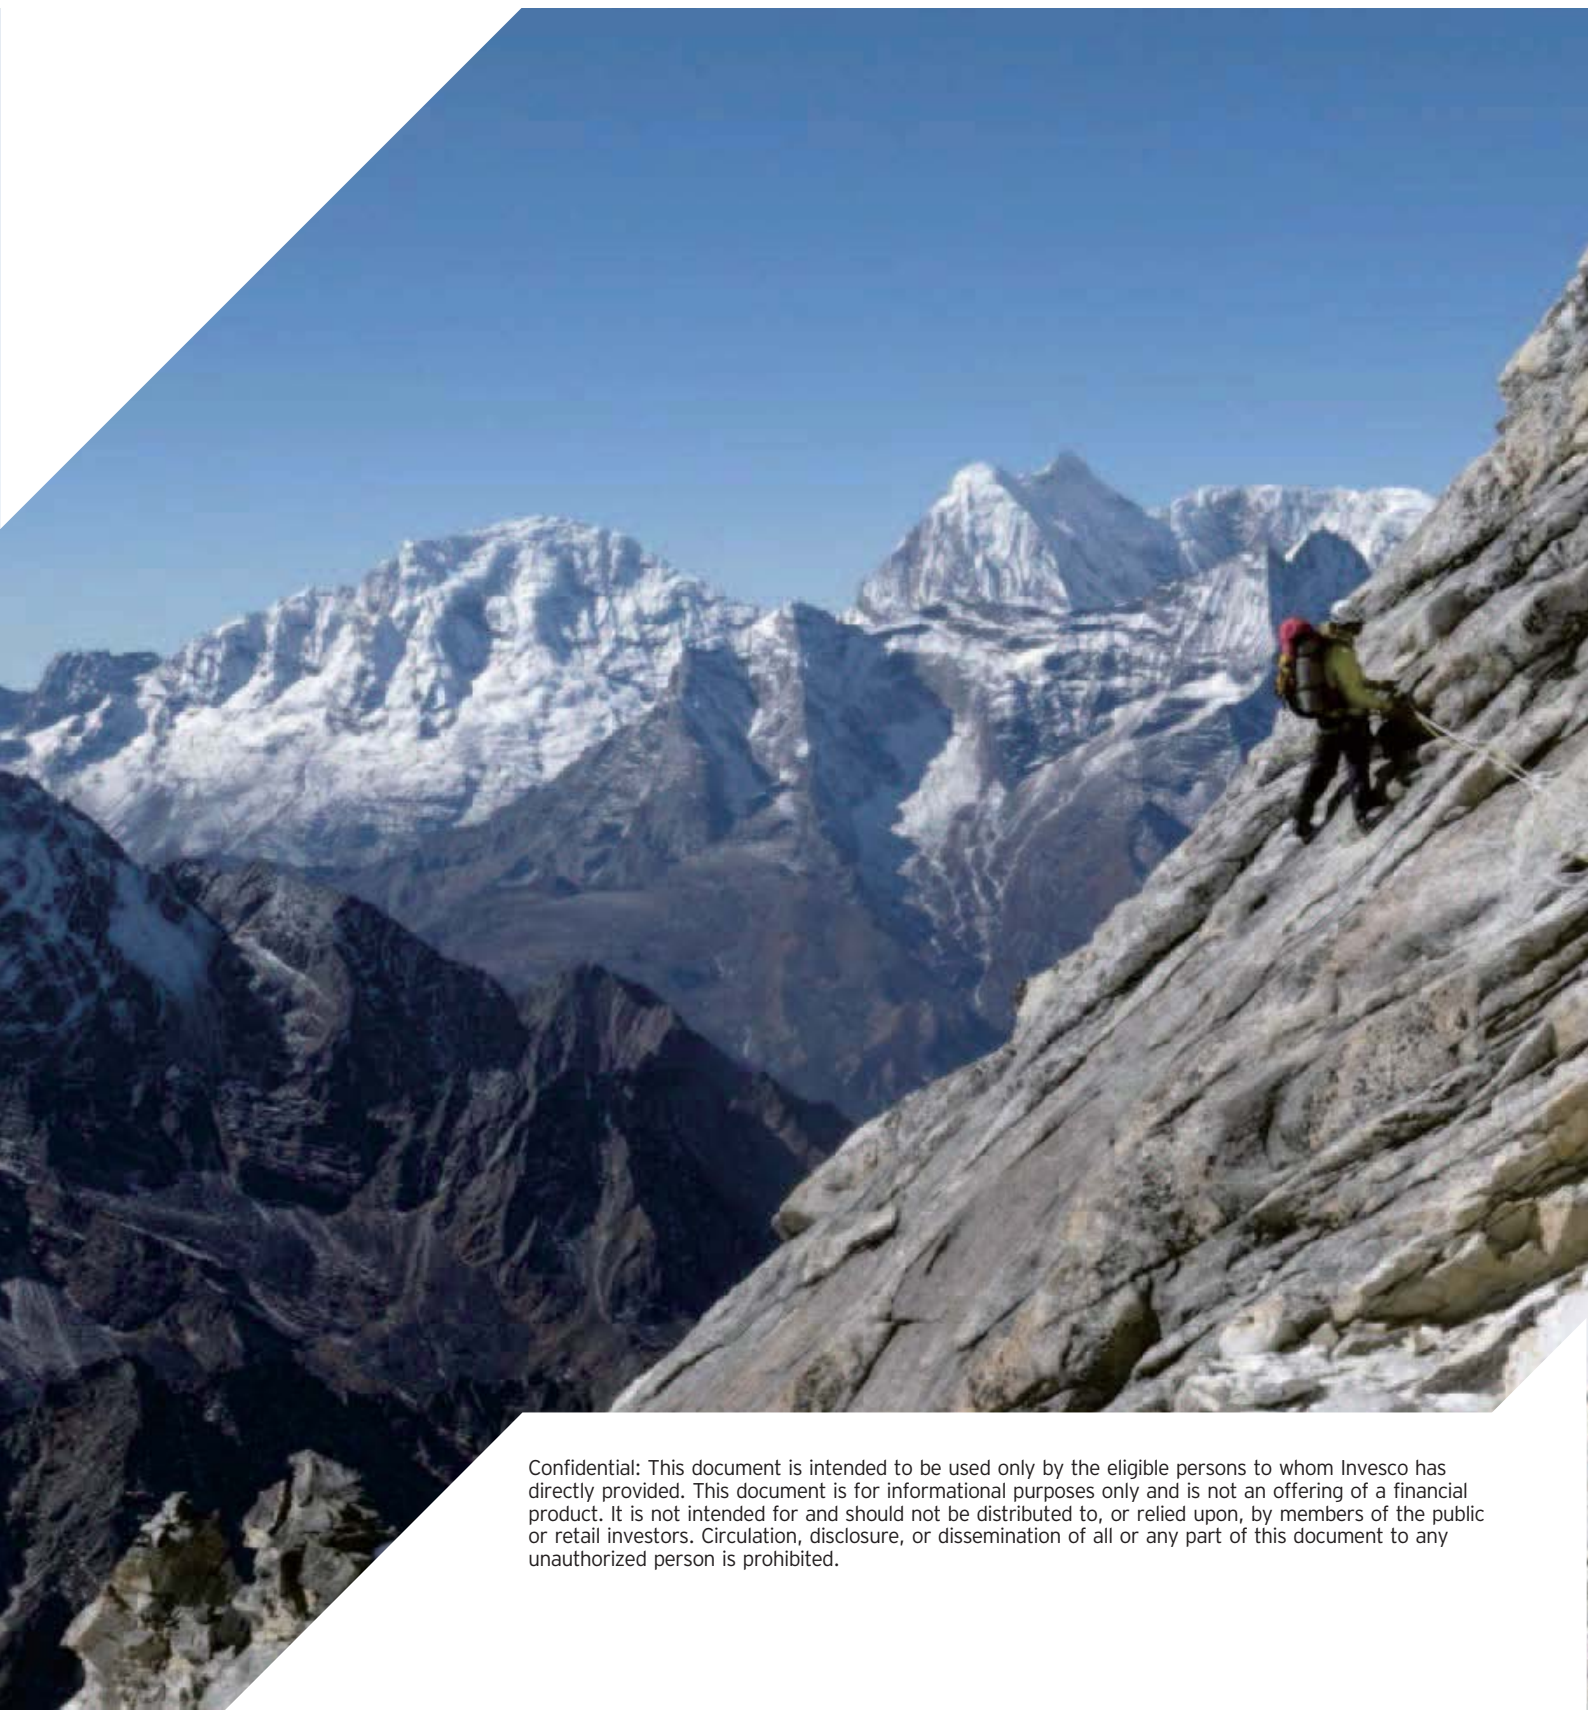 Confidential: This document is intended to be used only by the eligible persons to whom Invesco has
directly provided. This document is for informational purposes only and is not an offering of a financial
product. It is not intended for and should not be distributed to, or relied upon, by members of the public
or retail investors. Circulation, disclosure, or dissemination of all or any part of this document to any
unauthorized person is prohibited.